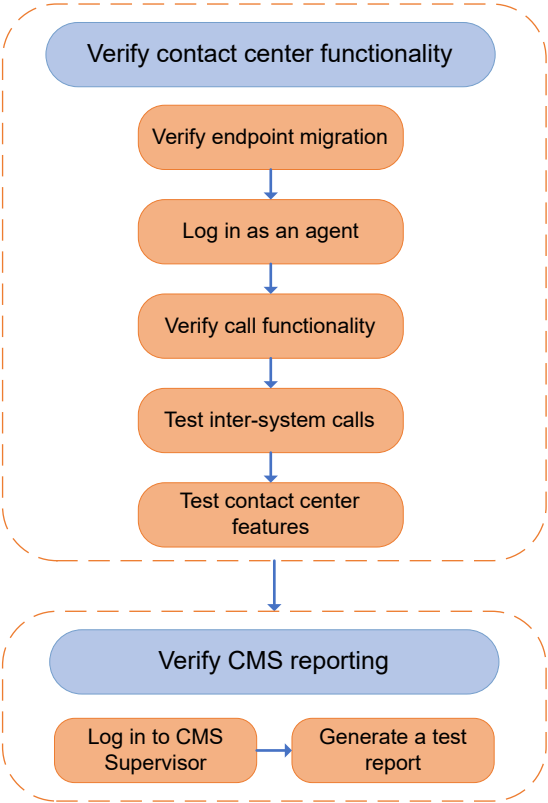 Verify contact center functionality
Verify endpoint migration
Log in as an agent
Verify call functionality
Test inter-system calls
Test contact center
features
Verify CMS reporting
Log in to CMS
Supervisor
Generate a test
report